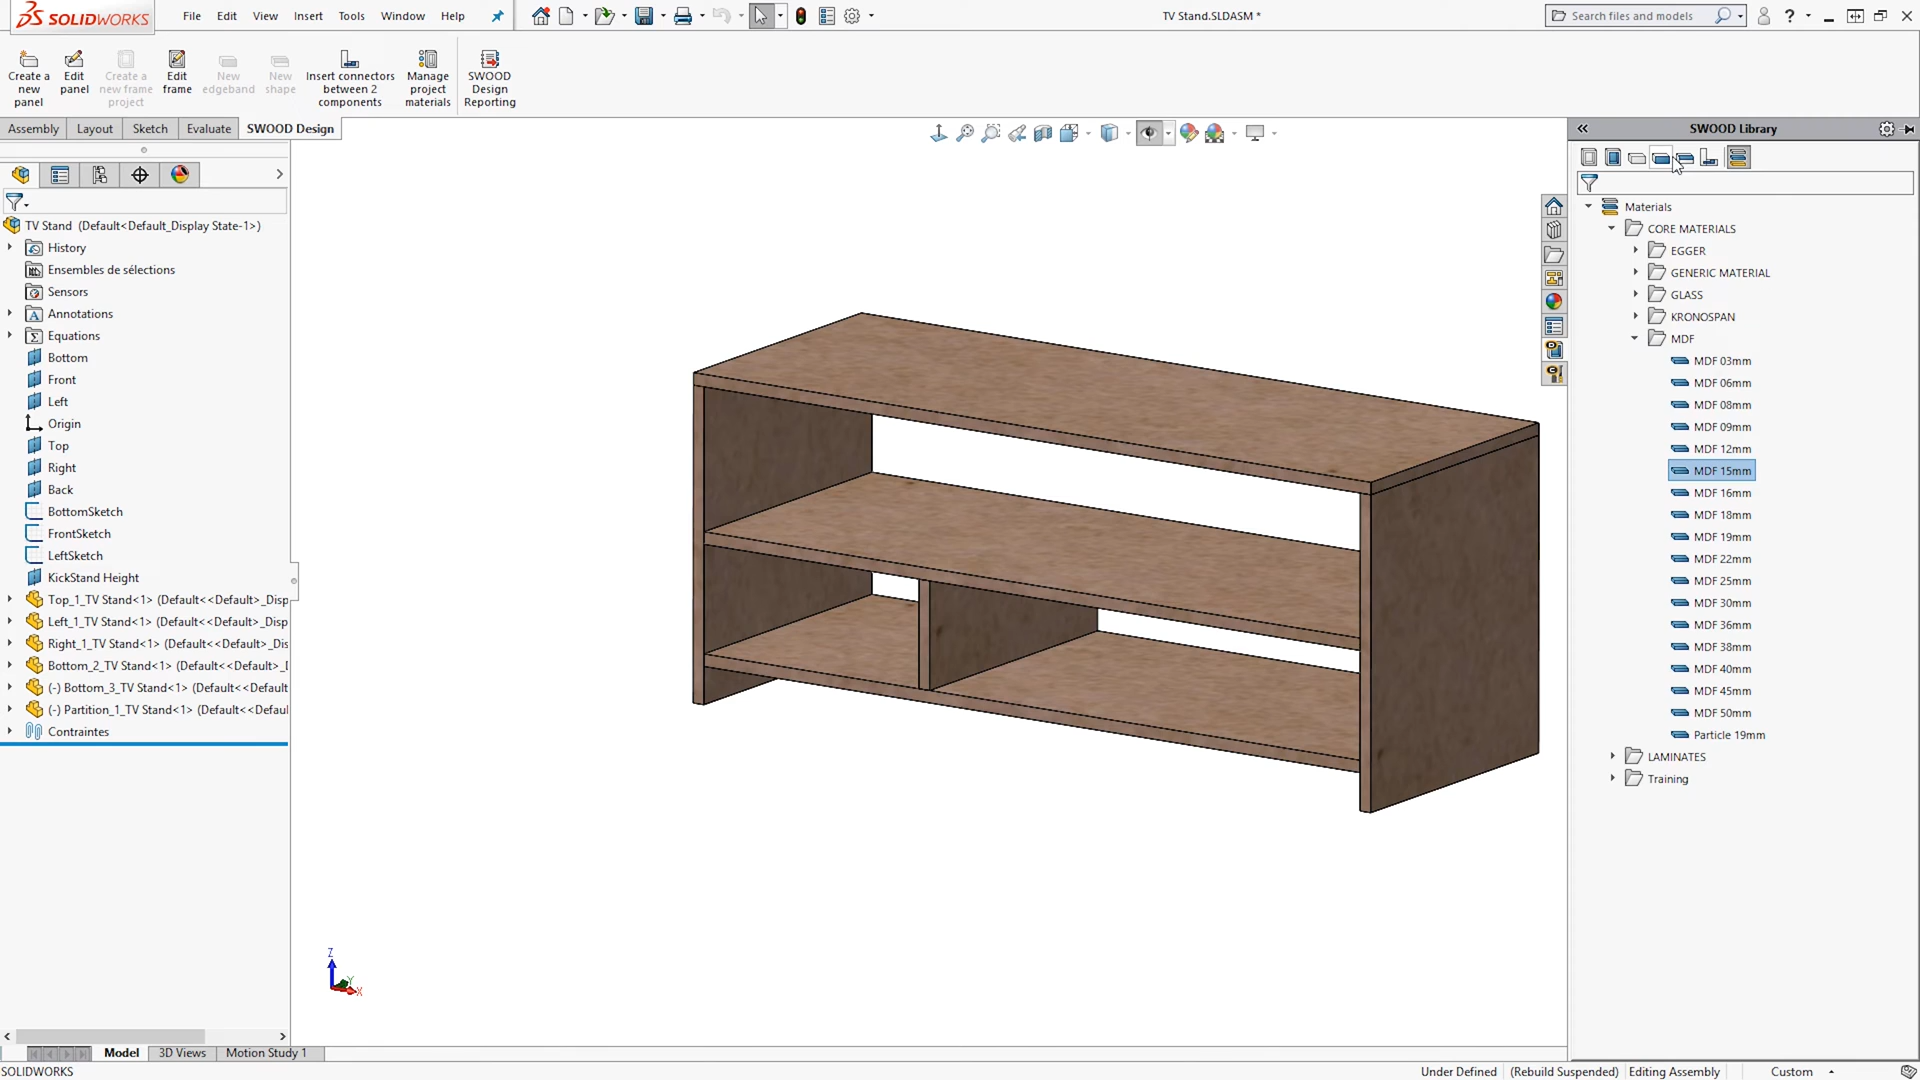 SOLIDWORKS File Edit View Insert Tools Window Help TV Stand.SLDASM * Search files and models
Create a new panel
Edit panel
Create a new frame project
Edit frame
New edgeband
New shape
Insert connectors between 2 components
Manage project materials
SWOOD Design Reporting
Assembly Layout Sketch Evaluate SWOOD Design
SWOOD Library
TV Stand (Default<Default_Display State-1>)
History
Ensembles de sélections
Sensors
Annotations
Equations
Bottom
Front
Left
Origin
Top
Right
Back
BottomSketch
FrontSketch
LeftSketch
KickStand Height
Top_1_TV Stand<1> (Default<<Default>_Disp
Left_1_TV Stand<1> (Default<<Default>_Disp
Right_1_TV Stand<1> (Default<<Default>_Dis
Bottom_2_TV Stand<1> (Default<<Default>_
(-) Bottom_3_TV Stand<1> (Default<<Default
(-) Partition_1_TV Stand<1> (Default<<Defaul
Contraintes
Materials
CORE MATERIALS
EGGER
GENERIC MATERIAL
GLASS
KRONOSPAN
MDF
MDF 03mm
MDF 06mm
MDF 08mm
MDF 09mm
MDF 12mm
MDF 15mm
MDF 16mm
MDF 18mm
MDF 19mm
MDF 22mm
MDF 25mm
MDF 30mm
MDF 36mm
MDF 38mm
MDF 40mm
MDF 45mm
MDF 50mm
Particle 19mm
LAMINATES
Training
Z
Y
X
Model 3D Views Motion Study 1
SOLIDWORKS Under Defined (Rebuild Suspended) Editing Assembly Custom